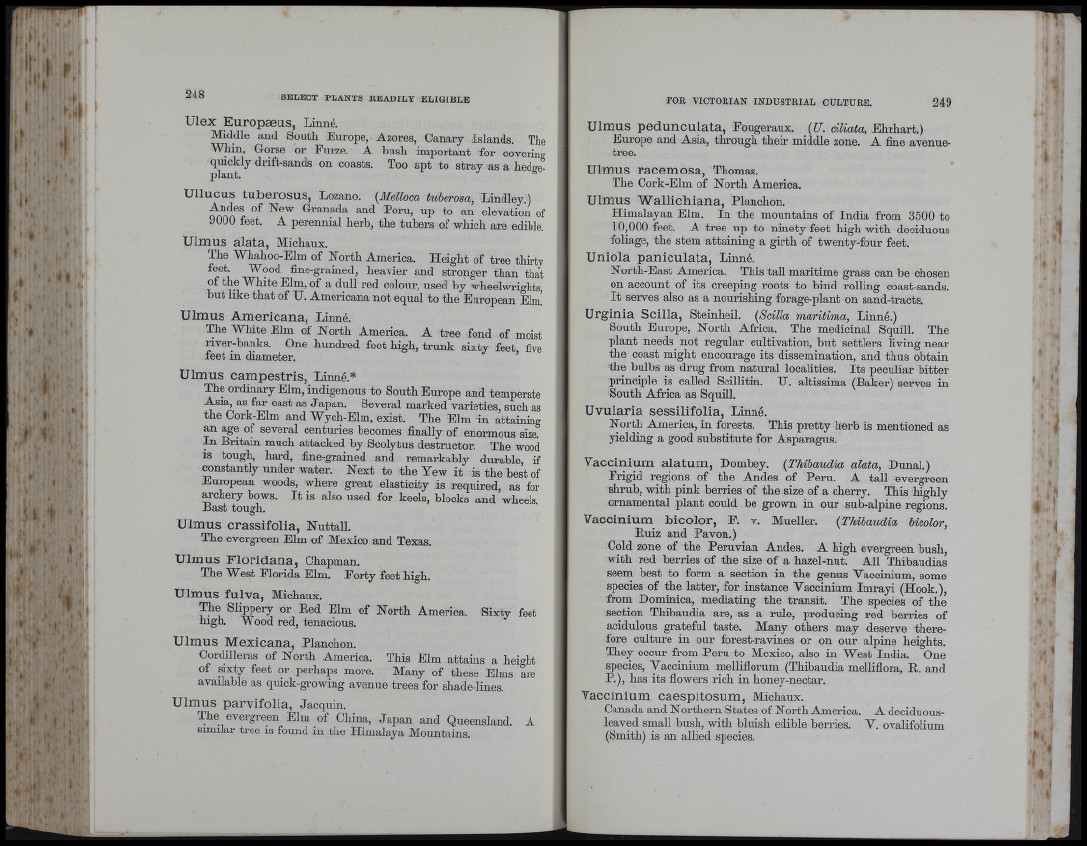 248 SELECT PLANTS READILY ELIGIBLE
Ulex Europæus, Linné.
Middle and South Europe, Azores, Canary Islands. The
Whin, Gorse or Furze. A bush important for covering
quickly drift-sands on coasts. Too apt to stray as a hedge-
plant.
Ullucus tuberosus, Lozano. (Melloca tuberosa, Lindley.)
Andes of New Granada and Peru, up to an elevation of
9000 feet. A perennial herb, the tubers of which are edible.
Ulmus alata, Michaux.
The Whahoo-Elm of North America. Height of tree thirty
feet. Wood fine-grained, heavier and stronger than that
of the White Elm, of a dull red colour, used by wheelwrights,
but like that of U. Americana not equal to the European Elm.
Ulmus Americana, Linné.
The White Elm of North America. A tree fond of moist
river-banks. One hundred feet high, trunk sixty feet, five
feet in diameter.
Ulmus campestris, Linné.*
The ordinary Elm, indigenous to South Europe and temperate
Asia, as far east as Japan. Several marked varieties, such as
the Cork-Elm and Wych-Elm, exist. The Elm in attaining
an age of several centuries becomes finally of enormous size.
In Britain much attacked by Scolytus destructor. The wood
is tough, hard, fine-grained and remarkably durable, if
constantly under water. Next to the Yew it is the best of
European woods, where great elasticity is required, as for
archery bows. It is also used for keels, blocks and wheels.
Bast tough.
Ulmus crassifolia, Nuttall.
The evergreen Elm of Mexico and Texas.
Ulmus Floridana, Chapman.
The West Florida Elm. Forty feet high.
Ulmus fulva, Michaux.
The Slippery or Red Elm of North America. Sixty feet
high. Wood red, tenacious.
Ulmus Mexicana, Planchon.
Cordilleras of North America. This Elm attains a height
of sixty feet or perhaps more. Many of these Elms are
available as quick-growing avenue trees for shade-lines.
Ulmus parvifolia, Jacquin.
The evergreen Elm of China, Japan and Queensland. A
similar tree is found in the Himalaya Mountains.
FOR VICTORIAN INDUSTRIAL CULTURE. 249
Ulmus pedunculata, Fougeraux. (U. ciliata, Ehrhart.)
Europe and Asia, through their middle zone. A fine avenue-
tree.
Ulmus racemosa, Thomas.
The Cork-Elm of North America.
Ulmus Wallichiana, Planchon.
Himalayan Elm. In the mountains of India from 3500 to
10,000 feet. A tree up to ninety feet high with deciduous
foliage, the stem attaining a girth of twenty-four feet.
Uniola paniculata, Linné.
North-East America. This tall maritime grass can be chosen
on account of its creeping roots to bind rolling coast-sands.
It serves also as a nourishing forage-plant on sand-tracts.
Urginia Scilla, Steinheil. (Scilla maritima, Linné.)
South Europe, North Africa. The medicinal Squill. The
plant needs not regular cultivation, but settlers living near
the coast might encourage its dissemination, and thus obtain
the bulbs as drug from natural localities. Its peculiar bitter
principle is called Scillitin. U. altissima (Baker) serves in
South Africa as Squill.
Uvularia sessilifolia, Linné.
North America, in forests. This pretty herb is mentioned as
yielding a good substitute for Asparagus.
Vaccinium alatum, Dombey. (Thibaudia alata, Dunal.)
Frigid regions of the Andes of Peru. A tall evergreen
shrub, with pink berries of the size of a cherry. This highly
ornamental plant could be grown in our sub-alpine regions.
Vaccinium bicolor, F. v. Mueller. (Thibaudia bicolor,
Ruiz and Pavon.)
Cold zone of the Peruvian Andes. A high evergreen bush,
with red berries of the size of a hazel-nut. All Thibaudias
seem best to form a section in the genus Vaccinium, some
species of the latter, for instance Vaccinium Imrayi (Hook.),
from Dominica, mediating the transit. The species of the
section Thibaudia are, as a rule, producing red berries of
acidulous grateful taste. Many others may deserve there-
fore culture in our forest-ravines or on our alpine heights.
They occur from Peru to Mexico, also in West India. One
species, Vaccinium melliflorum (Thibaudia melliflora, R. and
P.), has its flowers rich in honey-nectar.
Vaccinium caespitosum, Michaux.
Canada and Northern States of North America. A deciduous-
leaved small bush, with bluish edible berries. V. ovalifolium
(Smith) is an allied species.